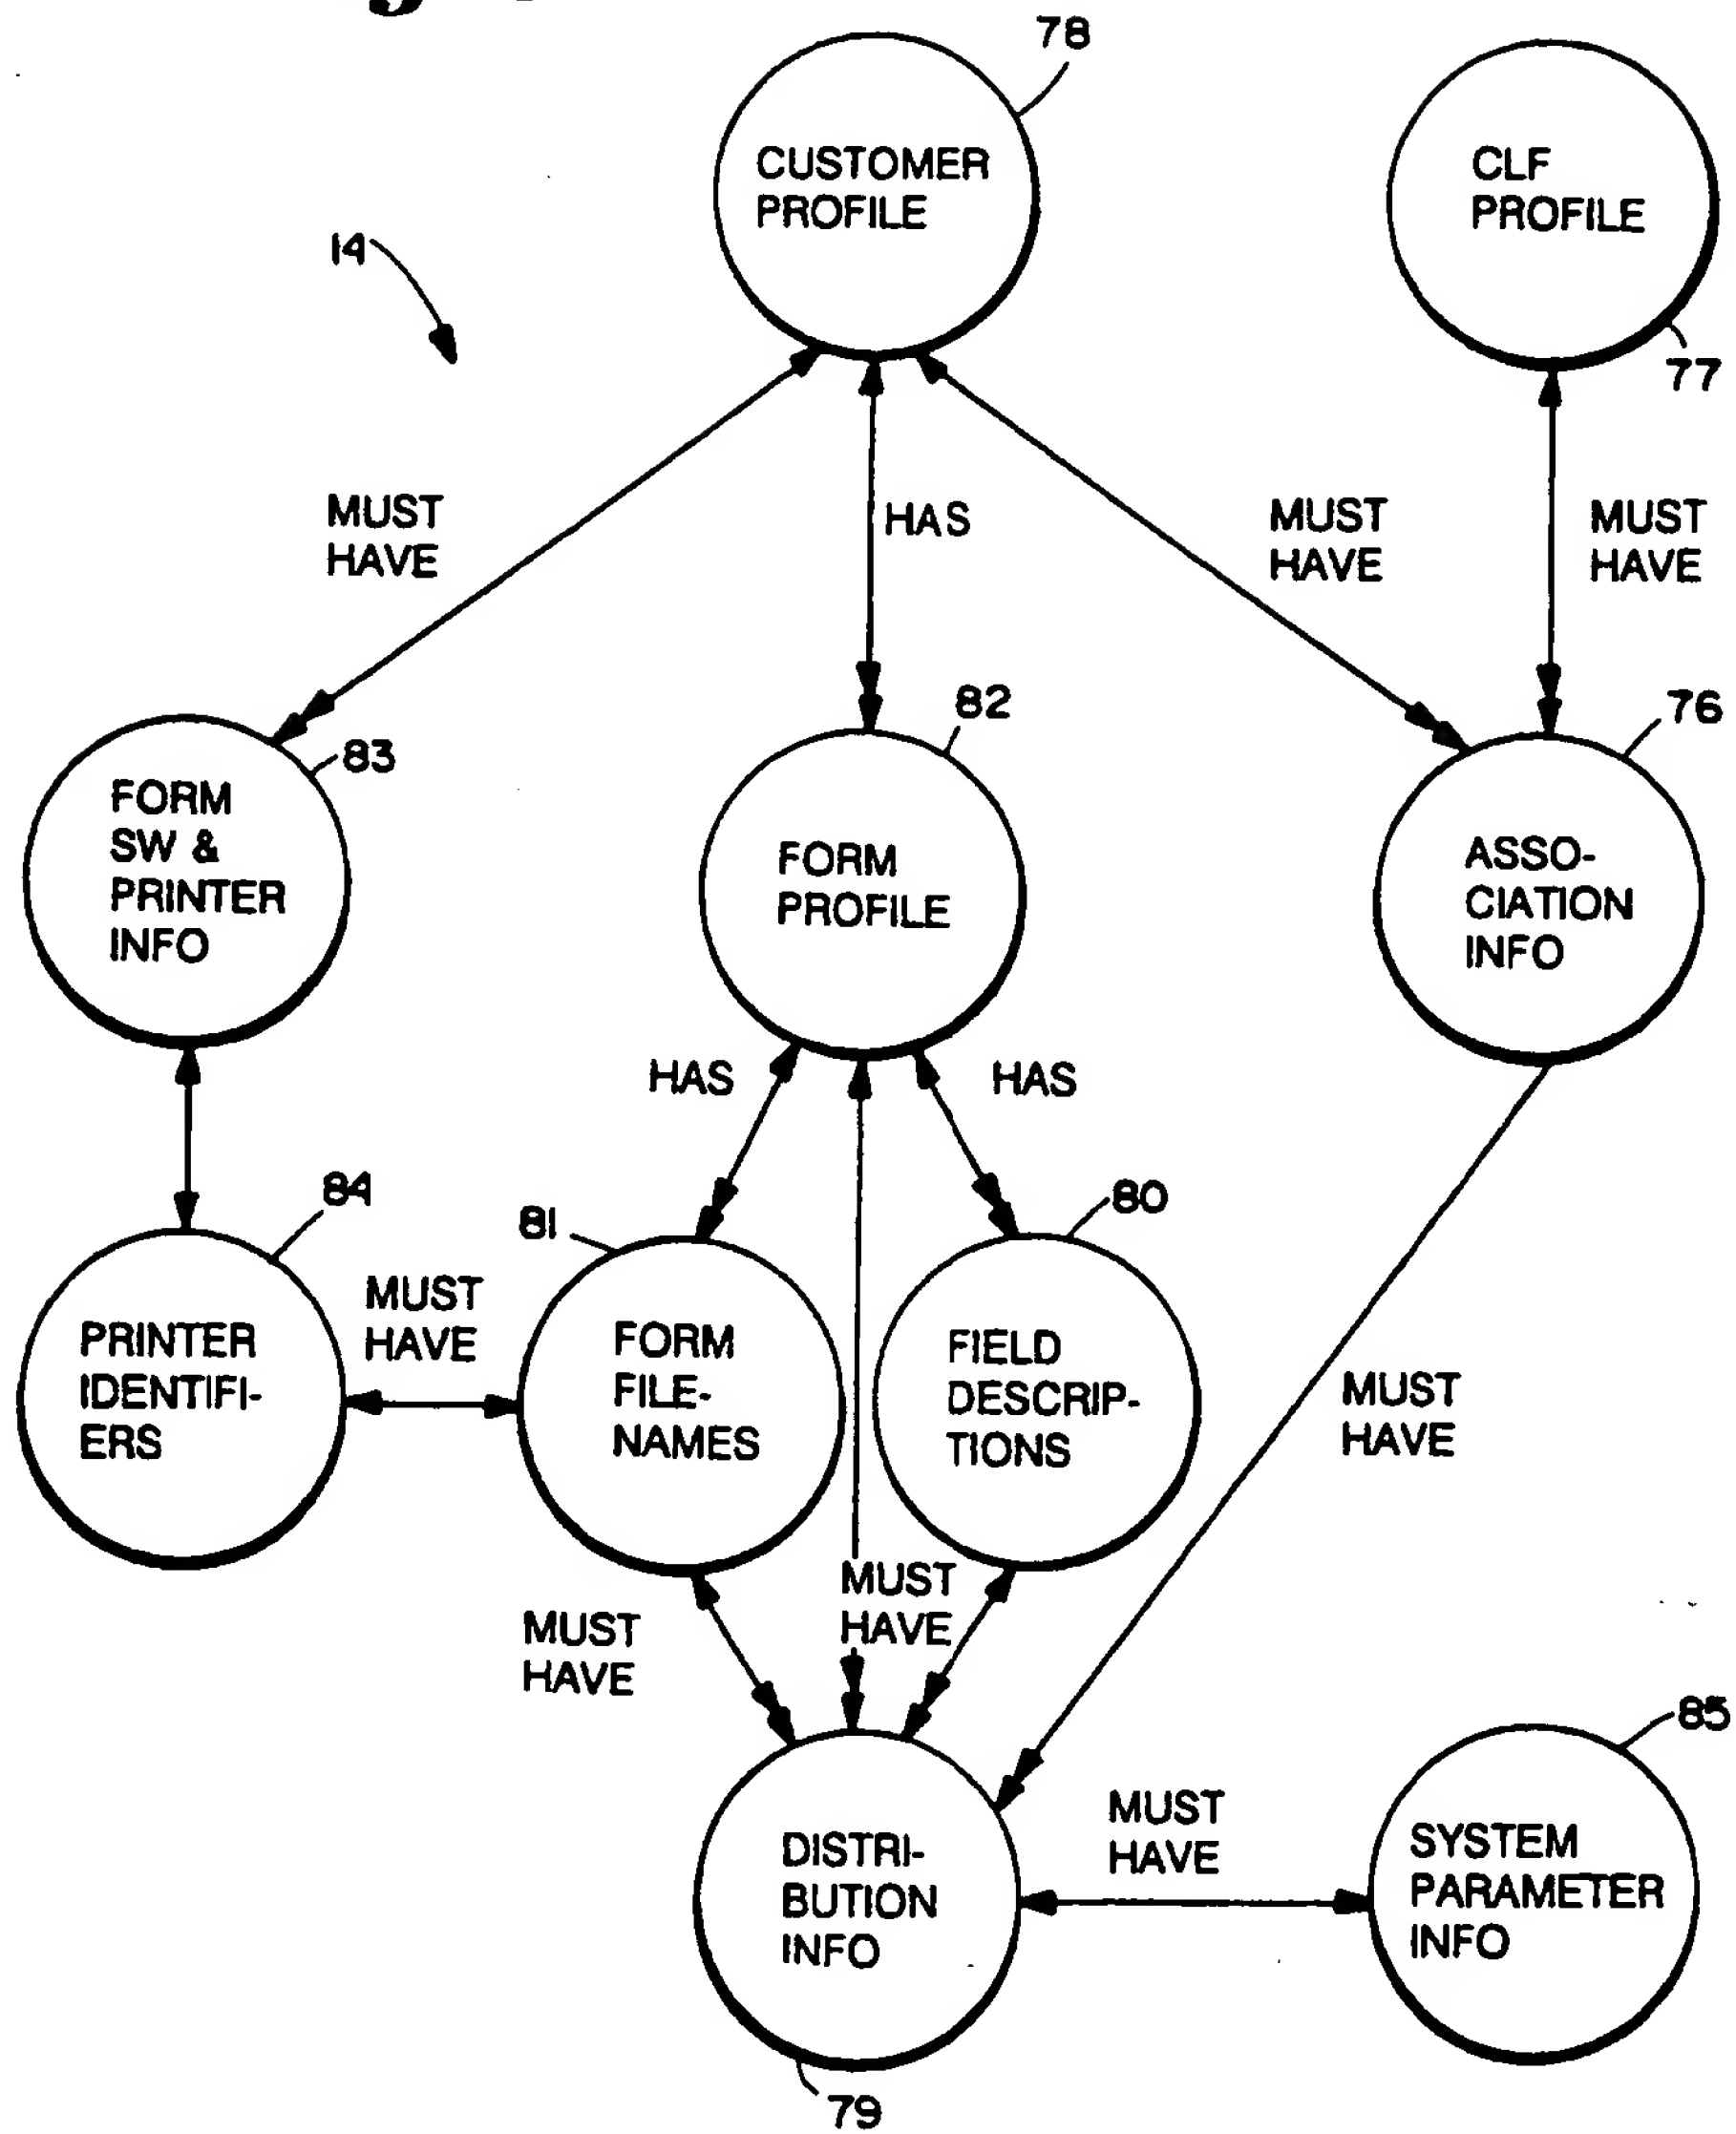 78
CUSTOMER
PROFILE
CLF
PROFILE
14
77
MUST
HAVE
HAS
MUST
HAVE
MUST
HAVE
82
76
83
FORM
SW &
PRINTER
INFO
FORM
PROFILE
ASSO-
CIATION
INFO
HAS
HAS
84
81
80
MUST
HAVE
PRINTER
IDENTIFI-
ERS
FORM
FILE-
NAMES
FIELD
DESCRIP-
TIONS
MUST
HAVE
MUST
HAVE
MUST
HAVE
85
MUST
HAVE
DISTRI-
BUTION
INFO
SYSTEM
PARAMETER
INFO
79